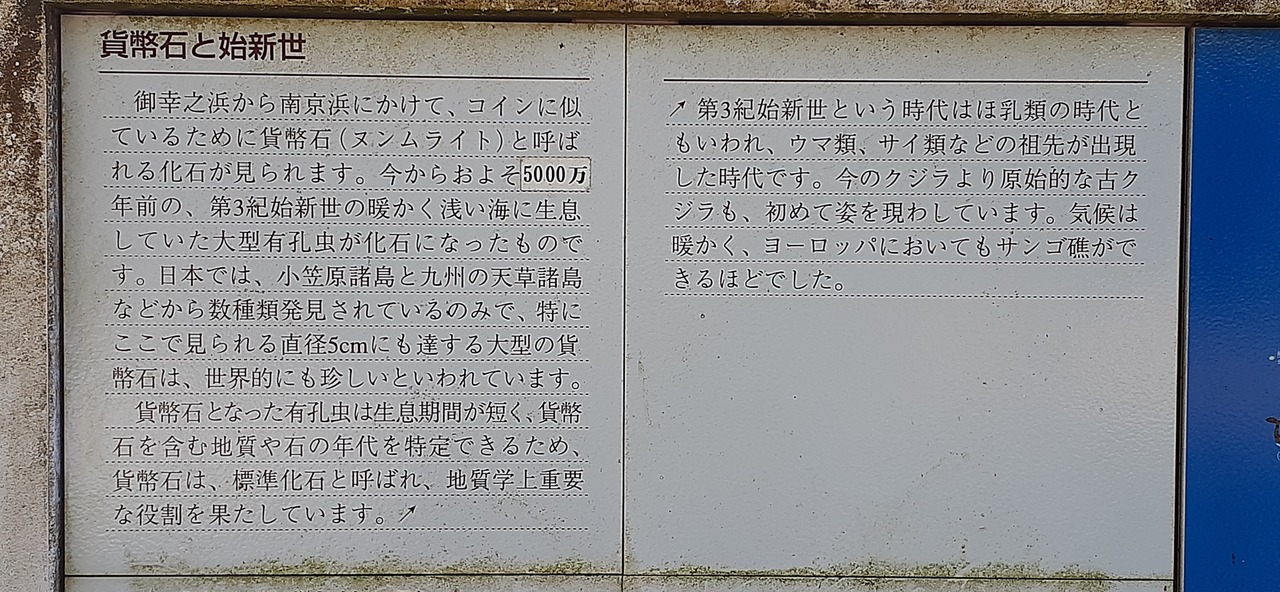 貨幣石と始新世
御幸之浜から南京浜にかけて、コインに似
ているために貨幣石(ヌンムライト)と呼ば
れる化石が見られます。今からおよそ5000万
年前の、第3紀始新世の暖かく浅い海に生息
していた大型有孔虫が化石になったもので
す。日本では、小笠原諸島と九州の天草諸島
などから数種類発見されているのみで、特に
ここで見られる直径5cmにも達する大型の貨
幣石は、世界的にも珍しいといわれています。
貨幣石となった有孔虫は生息期間が短く、貨幣
石を含む地質や石の年代を特定できるため、
貨幣石は、標準化石と呼ばれ、地質学上重要
な役割を果たしています。↗
↗ 第3紀始新世という時代はほ乳類の時代と
もいわれ、ウマ類、サイ類などの祖先が出現
した時代です。今のクジラより原始的な古ク
ジラも、初めて姿を現わしています。気候は
暖かく、ヨーロッパにおいてもサンゴ礁がで
きるほどでした。